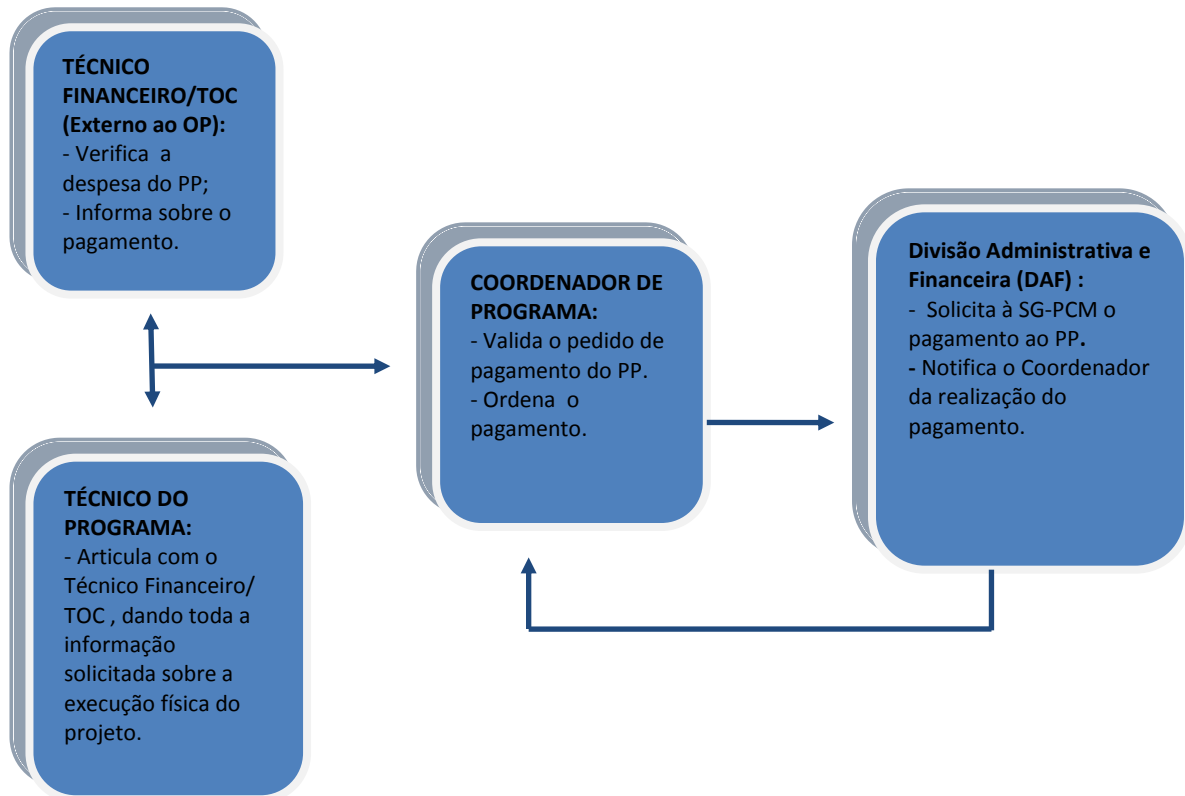 TÉCNICO
FINANCEIRO/TOC
(Externo ao OP):
- Verifica a
despesa do PP;
- Informa sobre o
pagamento.
TÉCNICO DO
PROGRAMA:
- Articula com o
Técnico Financeiro/
TOC , dando toda a
informação
solicitada sobre a
execução física do
projeto.
COORDENADOR DE
PROGRAMA:
- Valida o pedido de
pagamento do PP.
- Ordena o
pagamento.
Divisão Administrativa e
Financeira (DAF) :
- Solicita à SG-PCM o
pagamento ao PP.
- Notifica o Coordenador
da realização do
pagamento.